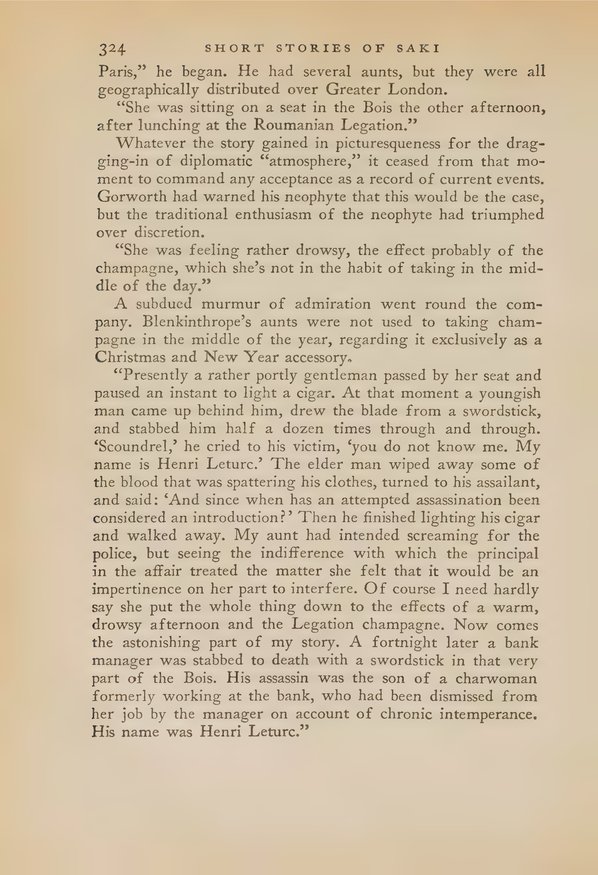 324 SHORT STORIES OF SAKI
Paris,” he began. He had several aunts, but they were all
geographically distributed over Greater London.
“She was sitting on a seat in the Bois the other afternoon,
after lunching at the Roumanian Legation.”
Whatever the story gained in picturesqueness for the drag-
ging-in of diplomatic “atmosphere,” it ceased from that mo-
ment to command any acceptance as a record of current events.
Gorworth had warned his neophyte that this would be the case,
but the traditional enthusiasm of the neophyte had triumphed
over discretion.
“She was feeling rather drowsy, the effect probably of the
champagne, which she’s not in the habit of taking in the mid-
dle of the day.”
A subdued murmur of admiration went round the com-
pany. Blenkinthrope’s aunts were not used to taking cham-
pagne in the middle of the year, regarding it exclusively as a
Christmas and New Year accessory.
“Presently a rather portly gentleman passed by her seat and
paused an instant to light a cigar. At that moment a youngish
man came up behind him, drew the blade from a swordstick,
and stabbed him half a dozen times through and through.
‘Scoundrel,’ he cried to his victim, ‘you do not know me. My
name is Henri Leturc.’ The elder man wiped away some of
the blood that was spattering his clothes, turned to his assailant,
and said: ‘And since when has an attempted assassination been
considered an introduction?’ Then he finished lighting his cigar
and walked away. My aunt had intended screaming for the
police, but seeing the indifference with which the principal
in the affair treated the matter she felt that it would be an
impertinence on her part to interfere. Of course I need hardly
say she put the whole thing down to the effects of a warm,
drowsy afternoon and the Legation champagne. Now comes
the astonishing part of my story. A fortnight later a bank
manager was stabbed to death with a swordstick in that very
part of the Bois. His assassin was the son of a charwoman
formerly working at the bank, who had been dismissed from
her job by the manager on account of chronic intemperance.
His name was Henri Leturc.”